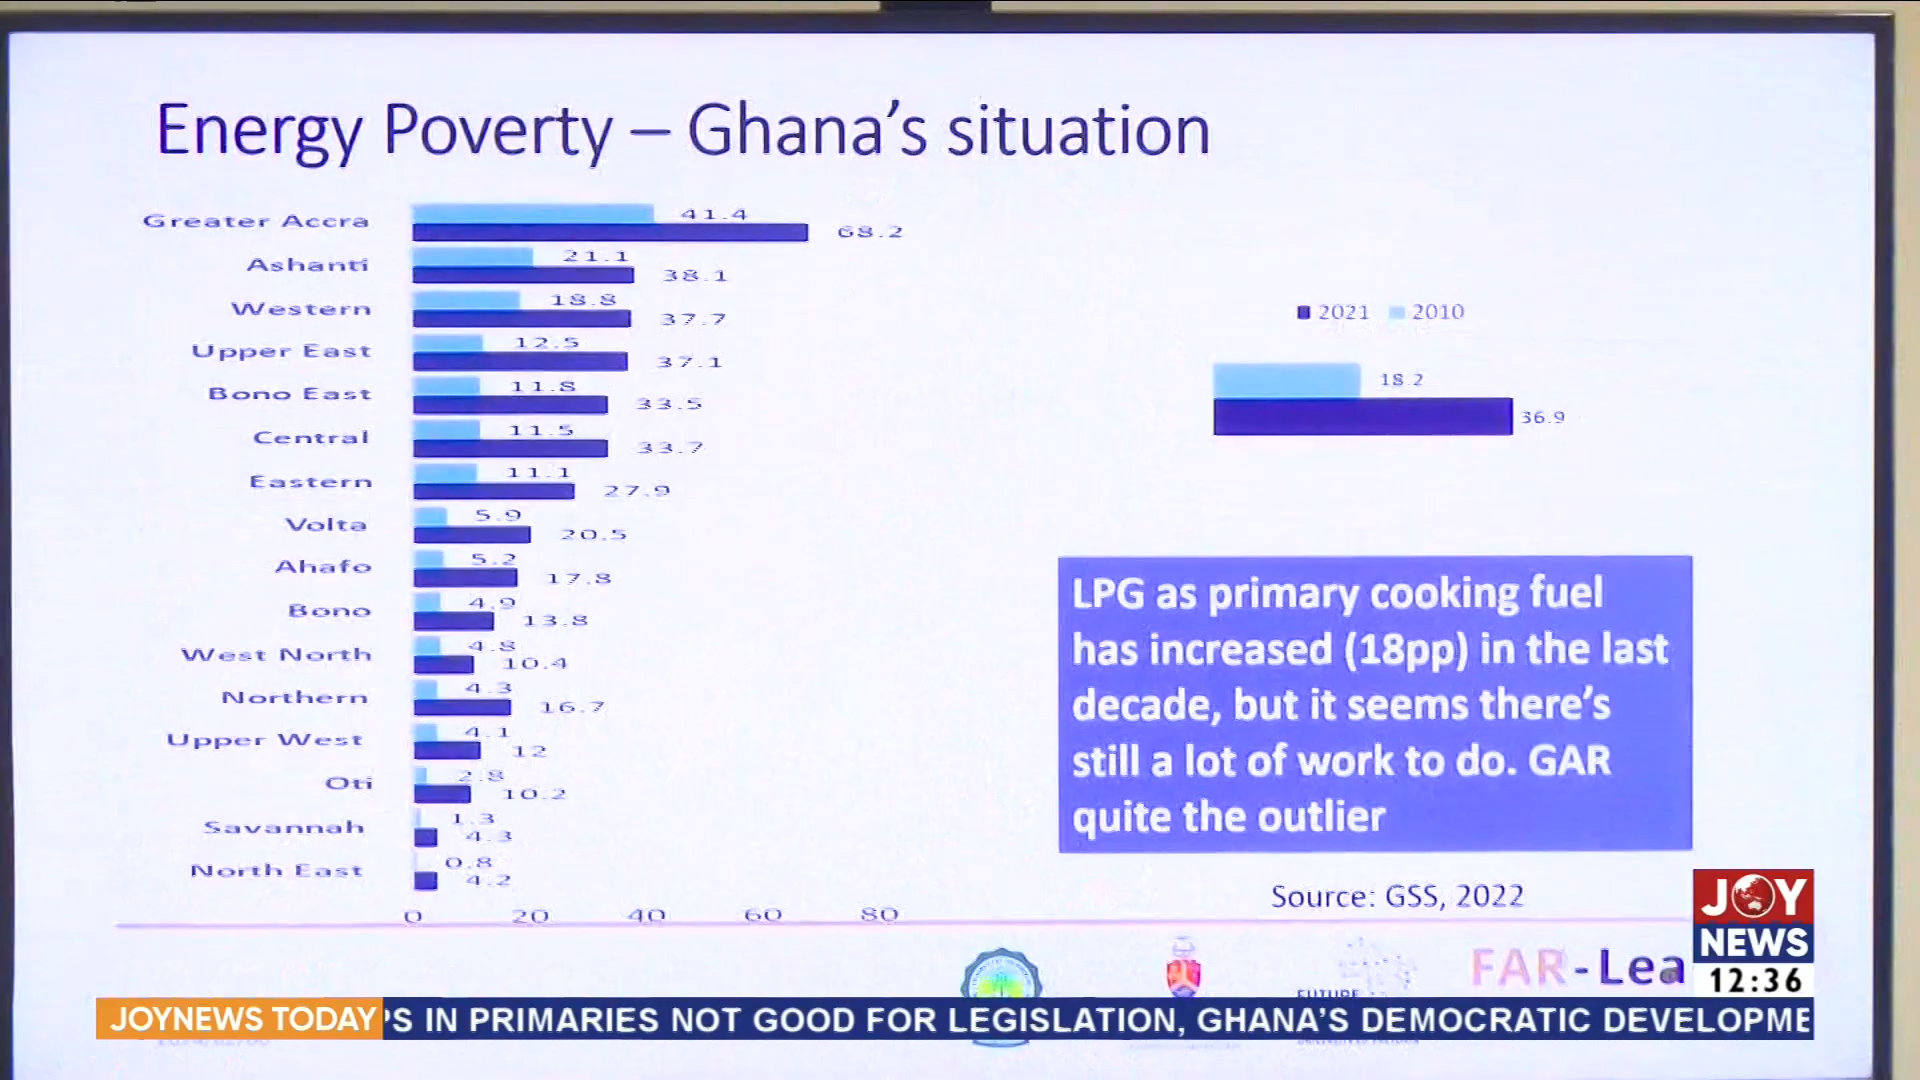 Energy Poverty – Ghana's situation
Greater Accra
41.4
68.2
Ashanti
21.1
38.1
Western
18.8
37.7
Upper East
12.5
37.1
Bono East
11.8
33.5
Central
11.5
33.7
Eastern
11.1
27.9
Volta
5.9
20.5
Ahafo
5.2
17.8
Bono
4.9
13.8
West North
4.8
10.4
Northern
4.3
16.7
Upper West
4.1
12
Oti
2.8
10.2
Savannah
1.3
4.3
North East
0.8
4.2
0 20 40 60 80
2021 2010
18.2
36.9
LPG as primary cooking fuel
has increased (18pp) in the last
decade, but it seems there's
still a lot of work to do. GAR
quite the outlier
Source: GSS, 2022
FUTURE
FAR-Lea
JOY
NEWS
12:36
JOYNEWS TODAY
PS IN PRIMARIES NOT GOOD FOR LEGISLATION, GHANA'S DEMOCRATIC DEVELOPME